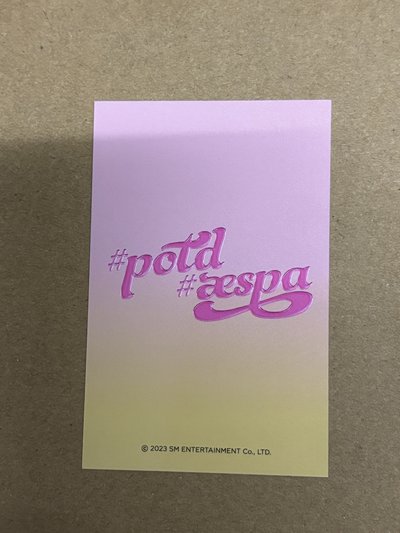 #potd
#æspa
© 2023 SM ENTERTAINMENT Co., LTD.